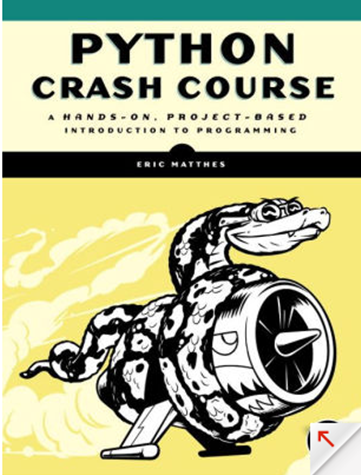 PYTHON
CRASH COURSE
A HANDS-ON, PROJECT-BASED
INTRODUCTION TO PROGRAMMING
ERIC MATTHES